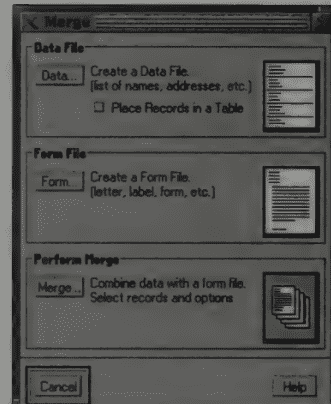 Merge
Data File
Data...
Create a Data File.
(list of names, addresses, etc.)
Place Records in a Table
Form File
Form...
Create a Form File.
(letter, label, form, etc.)
Perform Merge
Merge...
Combine data with a form file.
Select records and options
Cancel
Help